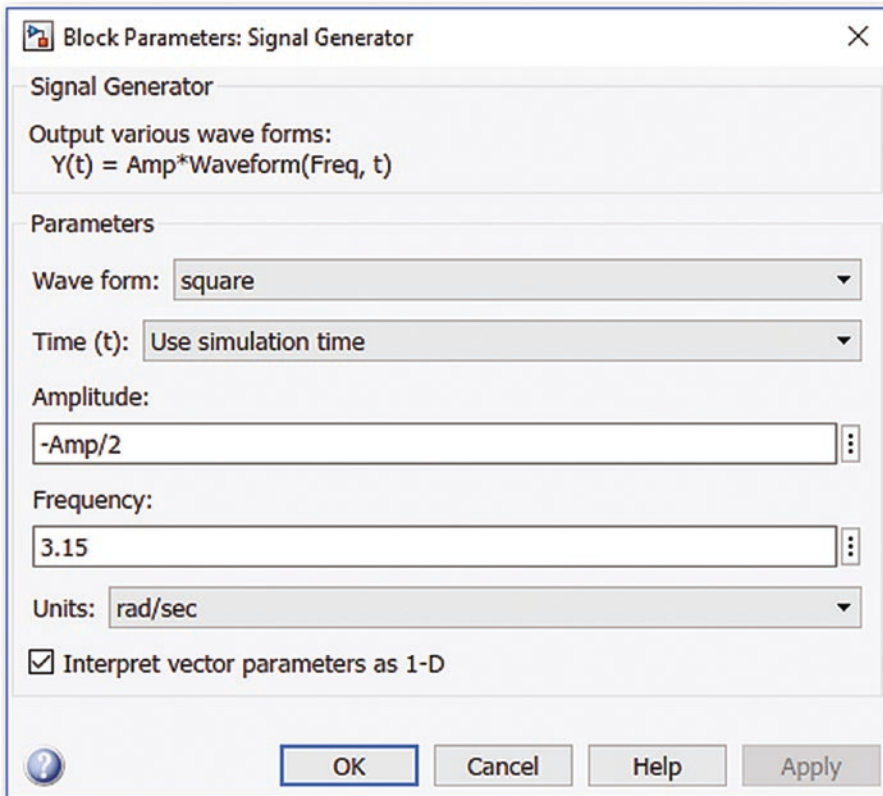 Block Parameters: Signal Generator
Signal Generator
Output various wave forms:
Y(t) = Amp*Waveform(Freq, t)
Parameters
Wave form: square
Time (t): Use simulation time
Amplitude:
-Amp/2
Frequency:
3.15
Units: rad/sec
Interpret vector parameters as 1-D
? OK Cancel Help Apply